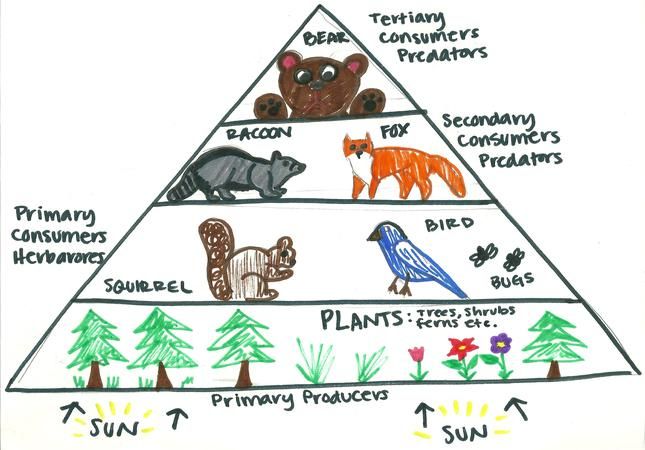 BEAR
Tertiary
Consumers
Predators
RACOON
FOX
Secondary
Consumers
Predators
Primary
Consumers
Herbavores
SQUIRREL
BIRD
BUGS
PLANTS: Trees, Shrubs
ferns etc.
Primary Producers
SUN
SUN